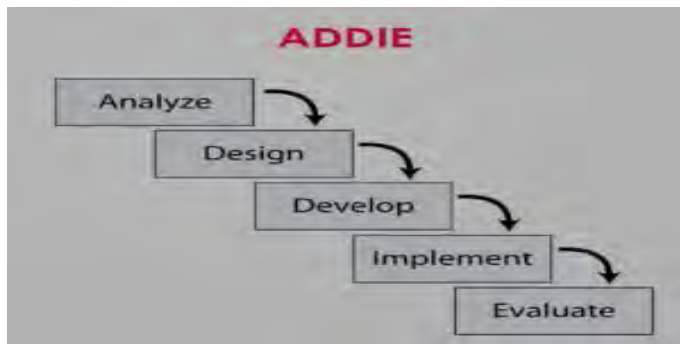 ADDIE
Analyze
Design
Develop
Implement
Evaluate